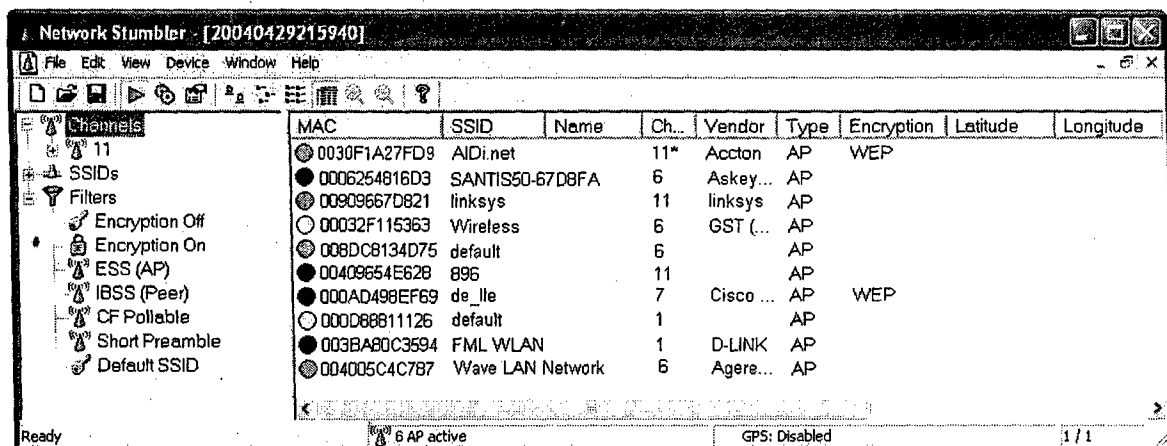 Network Stumbler - [20040429215940]
File Edit View Device Window Help
Channels
11
SSIDs
Filters
Encryption Off
Encryption On
ESS (AP)
IBSS (Peer)
CF Pollable
Short Preamble
Default SSID
MAC SSID Name Ch... Vendor Type Encryption Latitude Longitude
0030F1A27FD9 AIDi.net 11* Accton AP WEP
0006254816D3 SANTIS50-67D8FA 6 Askey... AP
00909667D821 linksys 11 linksys AP
00032F115363 Wireless 6 GST (... AP
008DC8134D75 default 6 AP
00409654E628 896 11 AP
000AD498EF69 de_lle 7 Cisco ... AP WEP
000D88811126 default 1 AP
003BA80C3594 FML WLAN 1 D-LINK AP
004005C4C787 Wave LAN Network 6 Agere... AP
Ready 6 AP active GPS: Disabled 1 / 1